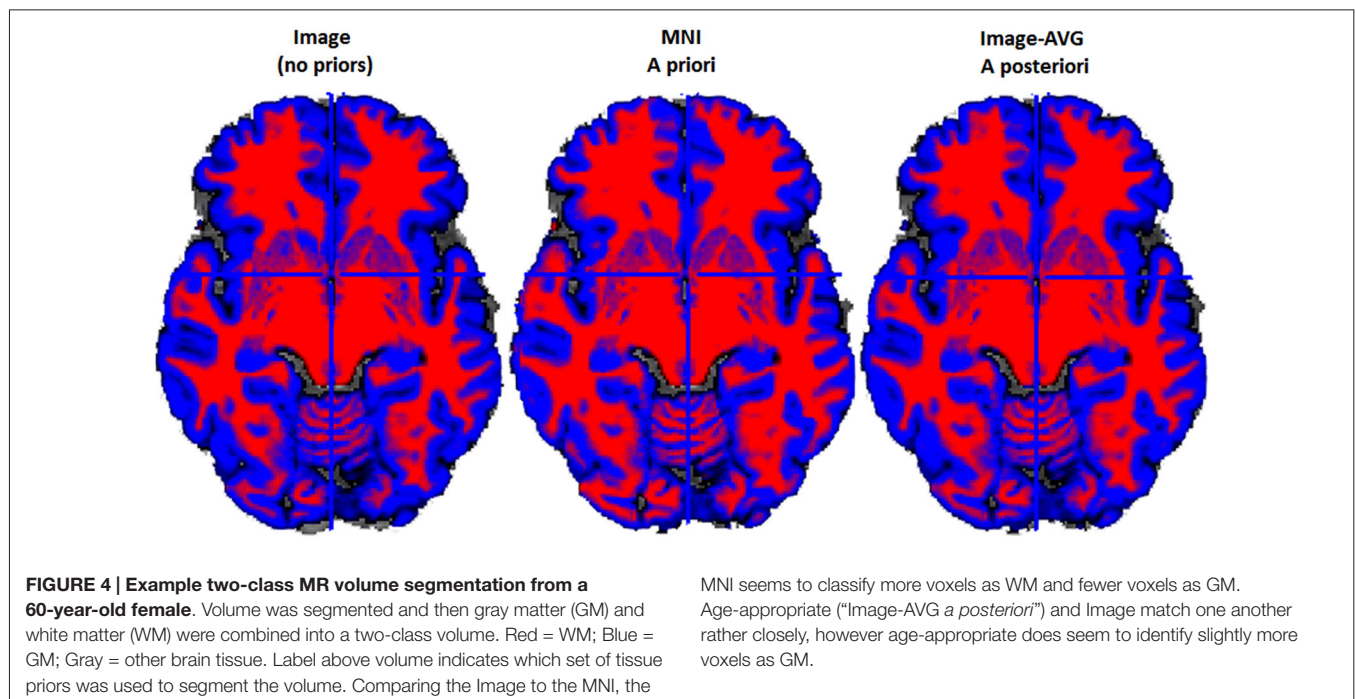 Image
(no priors)
MNI
A priori
Image-AVG
A posteriori
FIGURE 4 | Example two-class MR volume segmentation from a
60-year-old female. Volume was segmented and then gray matter (GM) and
white matter (WM) were combined into a two-class volume. Red = WM; Blue =
GM; Gray = other brain tissue. Label above volume indicates which set of tissue
priors was used to segment the volume. Comparing the Image to the MNI, the
MNI seems to classify more voxels as WM and fewer voxels as GM.
Age-appropriate (“Image-AVG a posteriori”) and Image match one another
rather closely, however age-appropriate does seem to identify slightly more
voxels as GM.